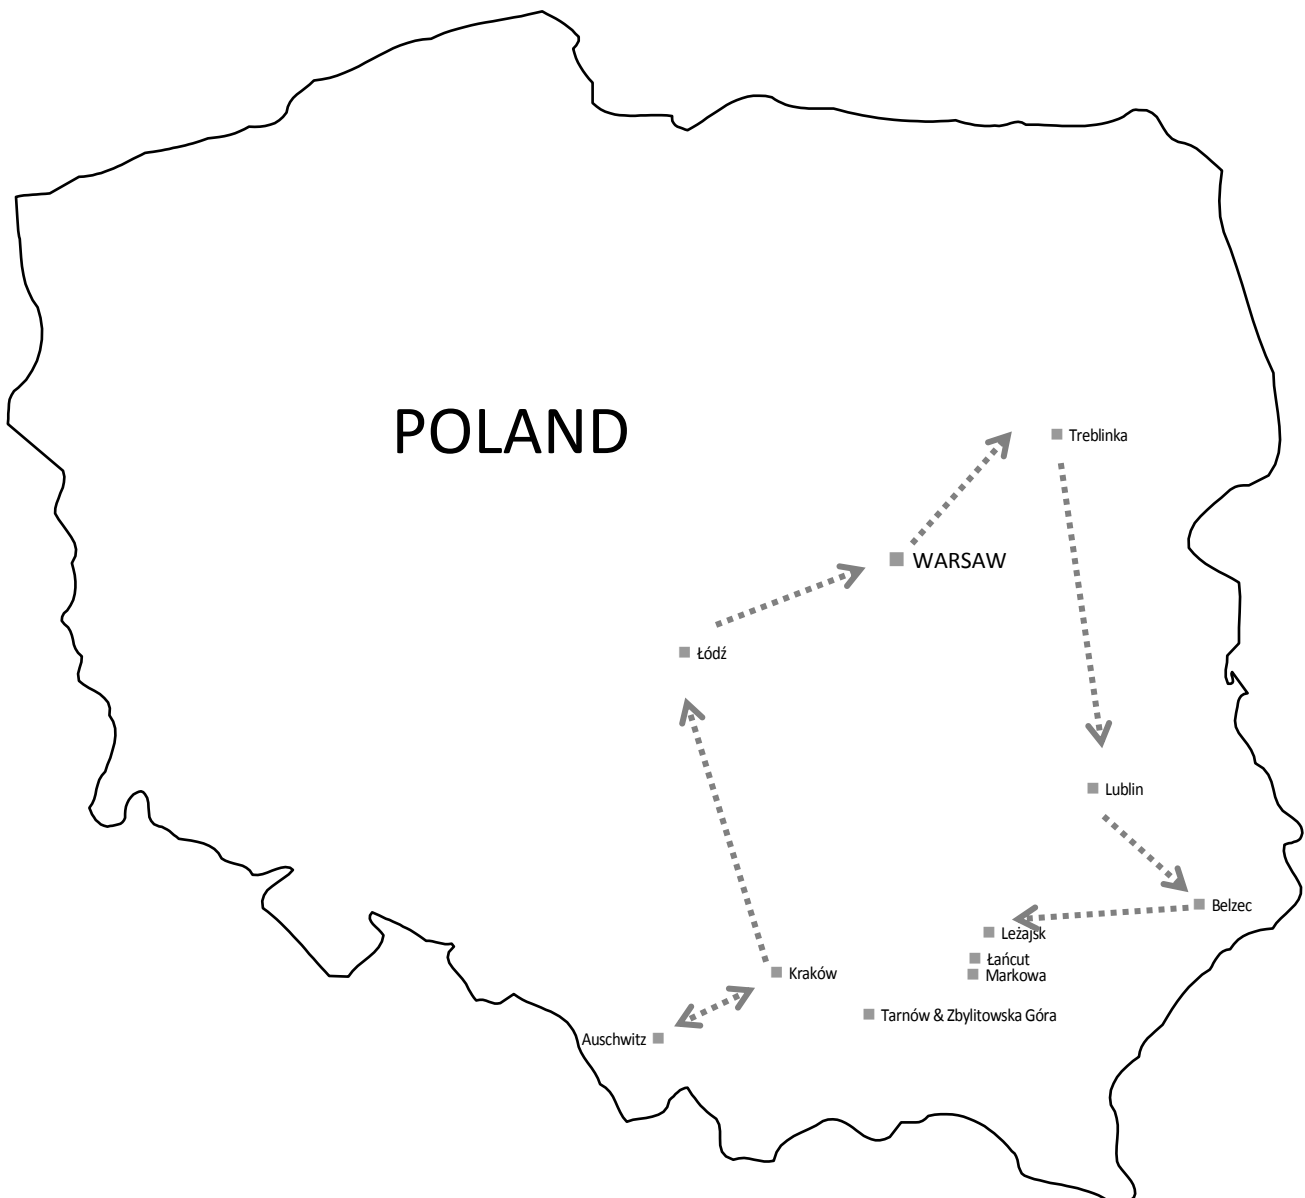 POLAND
Treblinka
WARSAW
Łódź
Lublin
Belzec
Leżajsk
Łańcut
Kraków
Markowa
Tarnów & Zbylitowska Góra
Auschwitz